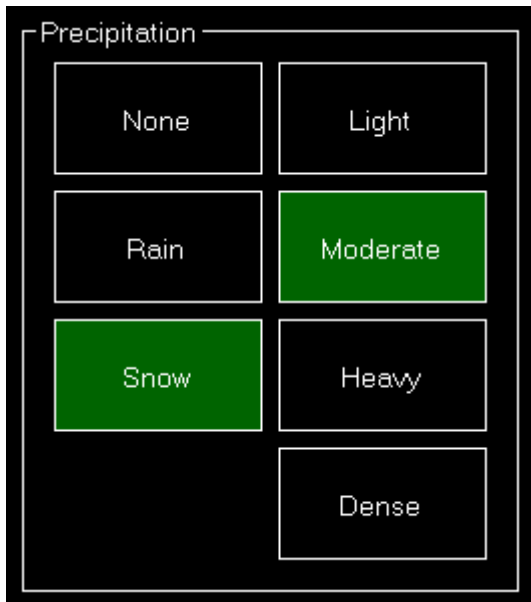 Precipitation
None
Light
Rain
Moderate
Snow
Heavy
Dense